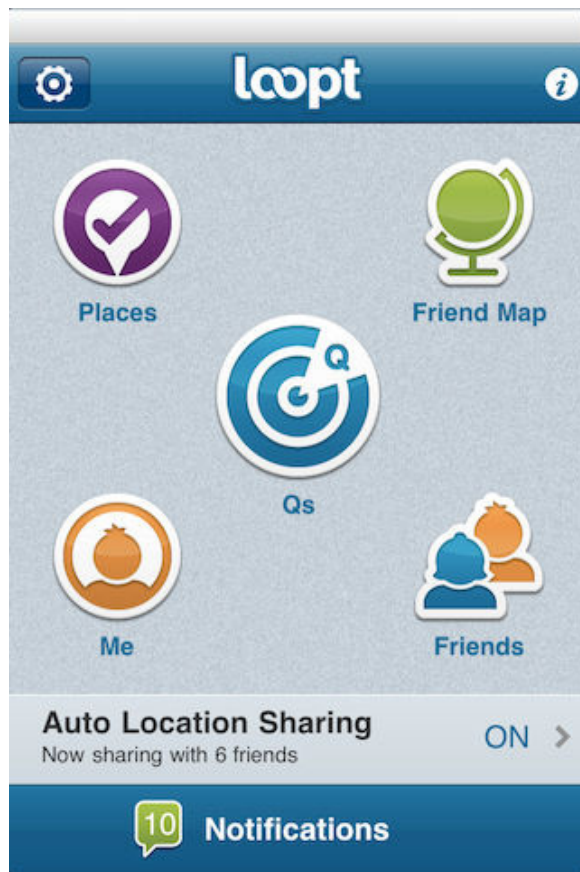 loopt
i
Places
Friend Map
Q
Qs
Me
Friends
Auto Location Sharing
Now sharing with 6 friends
ON >
10 Notifications